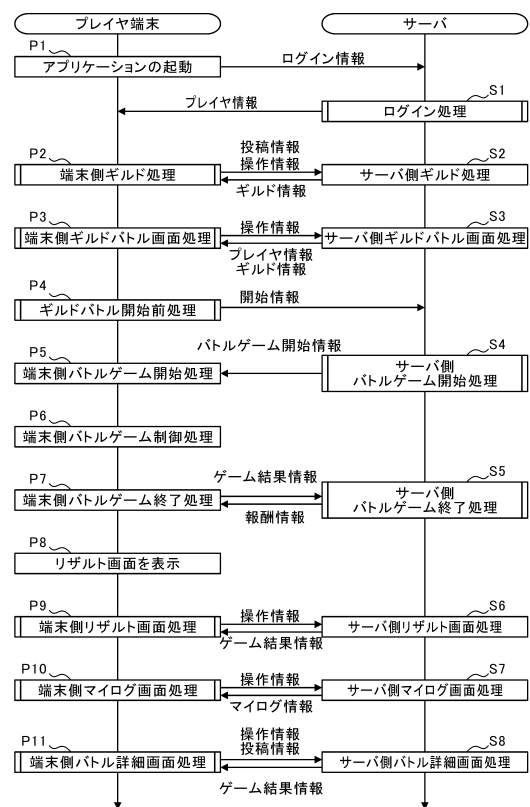 プレイヤ端末
サーバ
P1
アプリケーションの起動
ログイン情報
S1
プレイヤ情報
ログイン処理
投稿情報
P2
操作情報
S2
端末側ギルド処理
サーバ側ギルド処理
ギルド情報
P3
操作情報
S3
端末側ギルドバトル画面処理
サーバ側ギルドバトル画面処理
プレイヤ情報
ギルド情報
P4
開始情報
ギルドバトル開始前処理
バトルゲーム開始情報
S4
P5
サーバ側
端末側バトルゲーム開始処理
バトルゲーム開始処理
P6
端末側バトルゲーム制御処理
P7
ゲーム結果情報
S5
サーバ側
端末側バトルゲーム終了処理
バトルゲーム終了処理
報酬情報
P8
リザルト画面を表示
P9
操作情報
S6
端末側リザルト画面処理
サーバ側リザルト画面処理
ゲーム結果情報
P10
操作情報
S7
端末側マイログ画面処理
サーバ側マイログ画面処理
マイログ情報
操作情報
P11
投稿情報
S8
端末側バトル詳細画面処理
サーバ側バトル詳細画面処理
ゲーム結果情報